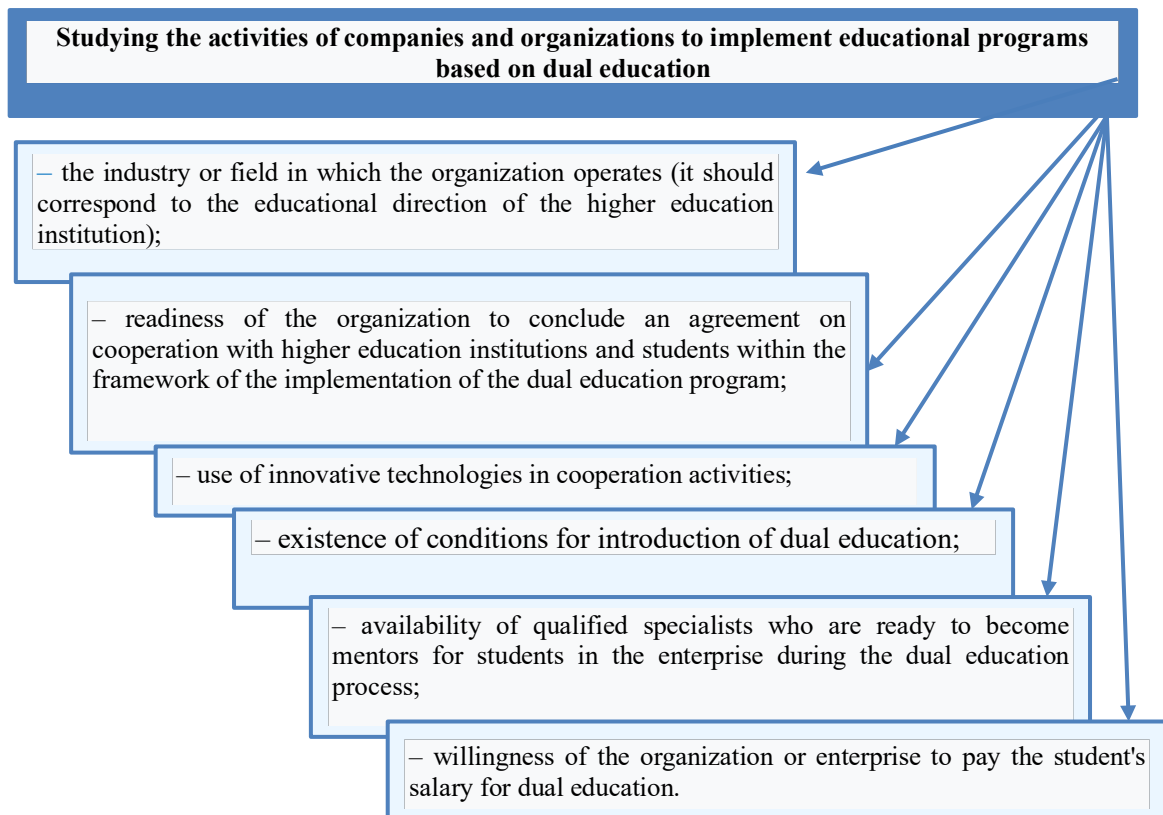 Studying the activities of companies and organizations to implement educational programs
based on dual education
– the industry or field in which the organization operates (it should
correspond to the educational direction of the higher education
institution);
– readiness of the organization to conclude an agreement on
cooperation with higher education institutions and students within the
framework of the implementation of the dual education program;
– use of innovative technologies in cooperation activities;
– existence of conditions for introduction of dual education;
– availability of qualified specialists who are ready to become
mentors for students in the enterprise during the dual education
process;
– willingness of the organization or enterprise to pay the student's
salary for dual education.